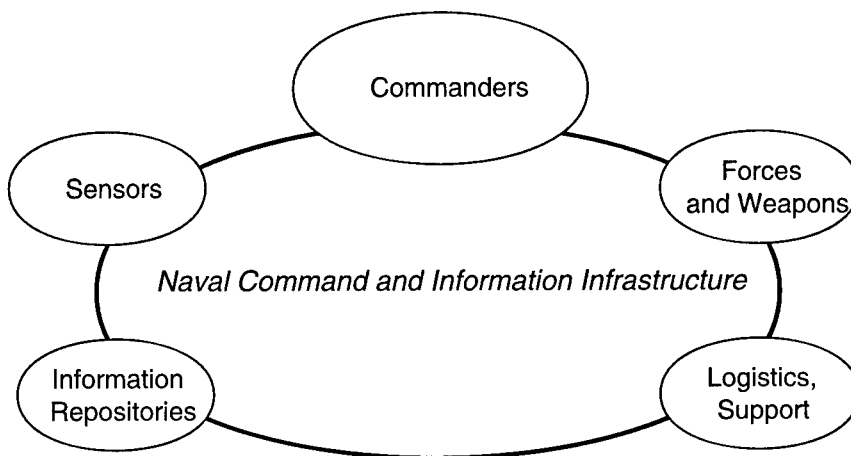 Commanders
Sensors
Forces
and Weapons
Naval Command and Information Infrastructure
Information
Repositories
Logistics,
Support